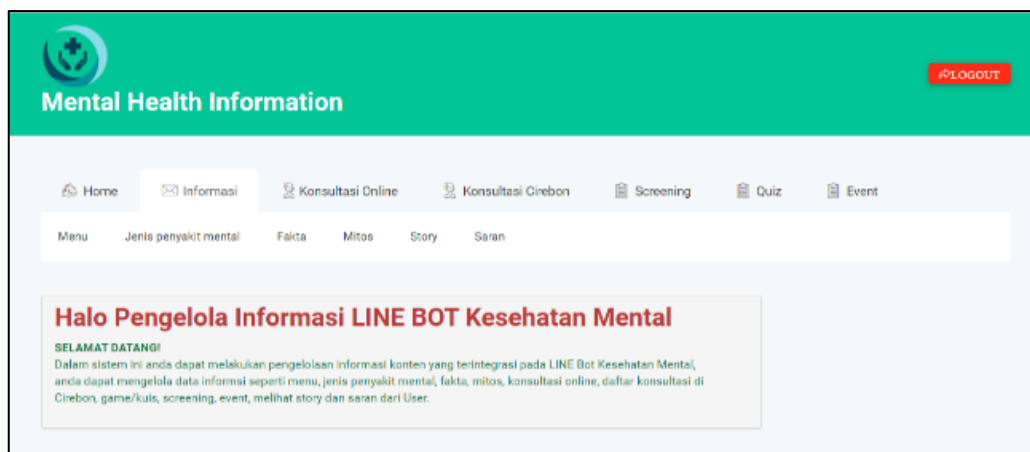 LOGOUT
Mental Health Information
Home Informasi Konsultasi Online Konsultasi Cirebon Screening Quiz Event
Menu Jenis penyakit mental Fakta Mitos Story Saran
Halo Pengelola Informasi LINE BOT Kesehatan Mental
SELAMAT DATANG!
Dalam sistem ini anda dapat melakukan pengelolaan informasi konten yang terintegrasi pada LINE Bot Kesehatan Mental,
anda dapat mengelola data informsi seperti menu, jenis penyakit mental, fakta, mitos, konsultasi online, daftar konsultasi di
Cirebon, game/kuis, screening, event, melihat story dan saran dari User.